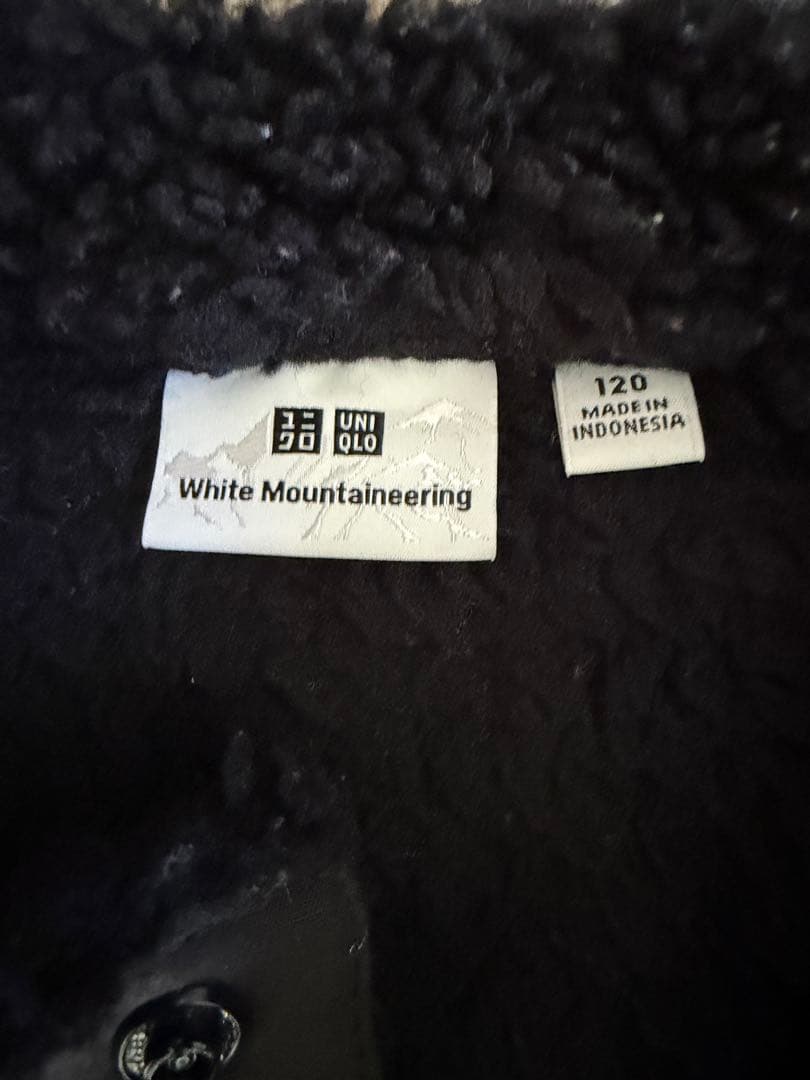 ユニ
クロ
UNI
QLO
White Mountaineering
120
MADE IN
INDONESIA